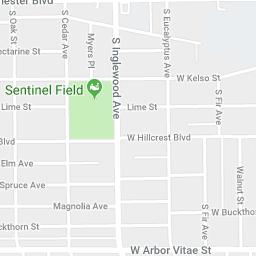 hester Blvd
S Oak St
S Cedar Ave
Myers Pl
S Inglewood Ave
S Eucalyptus Ave
ectarine St
W Kelso St
Sentinel Field
S Fir Ave
Lime St
Lime St
Blvd
W Hillcrest Blvd
Elm Ave
Spruce Ave
Walnut St
Magnolia Ave
S Fir Ave
W Buckthor
ckthorn St
W Arbor Vitae St